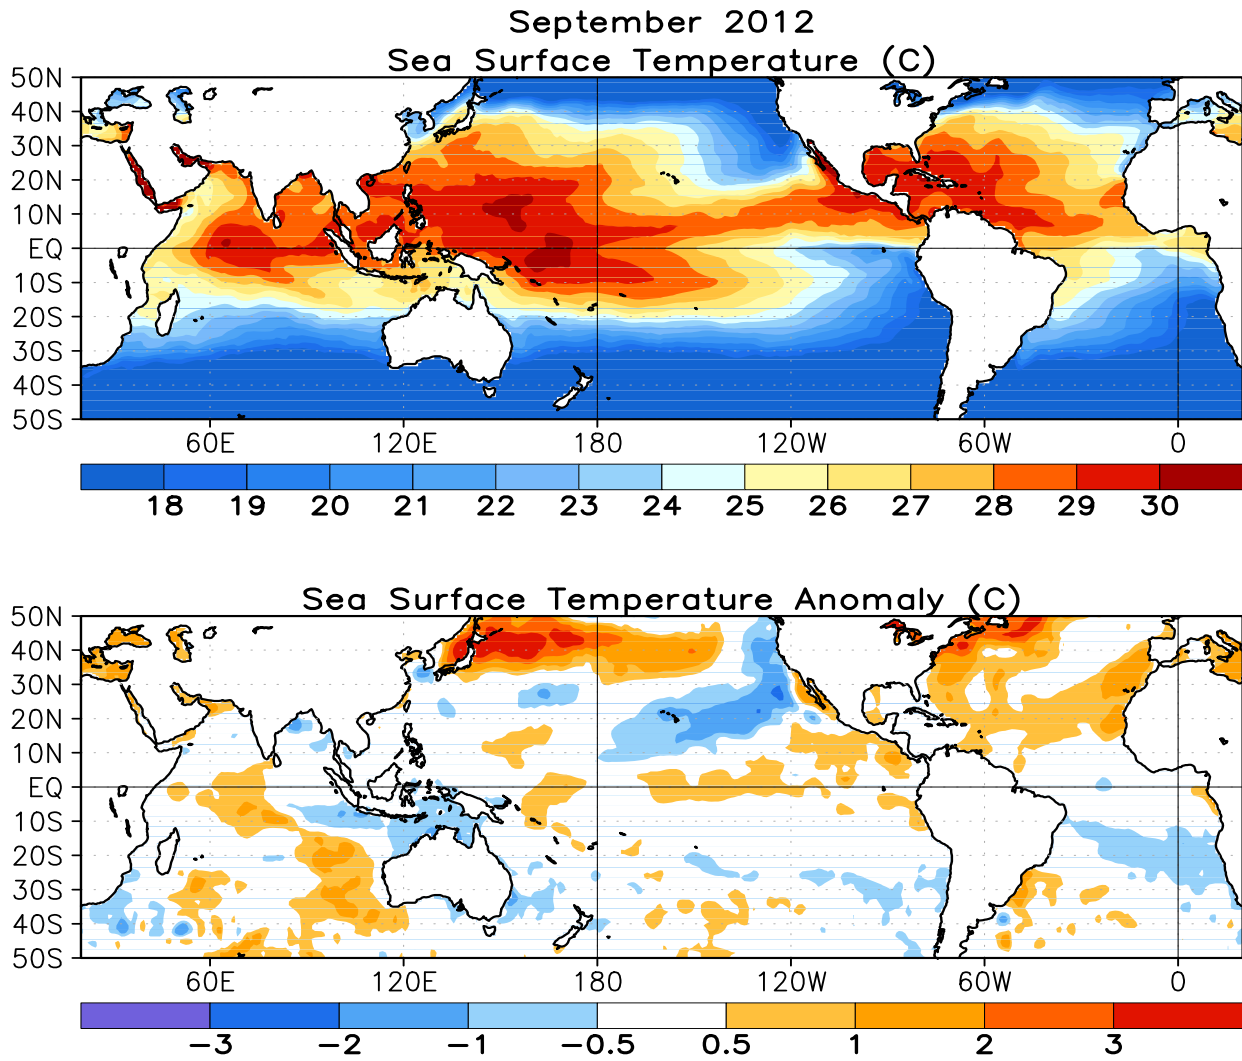 September 2012
Sea Surface Temperature (C)
50N
40N
30N
20N
10N
EQ
10S
20S
30S
40S
50S
60E 120E 180 120W 60W 0
18 19 20 21 22 23 24 25 26 27 28 29 30
Sea Surface Temperature Anomaly (C)
50N
40N
30N
20N
10N
EQ
10S
20S
30S
40S
50S
60E 120E 180 120W 60W 0
−3 −2 −1 −0.5 0.5 1 2 3